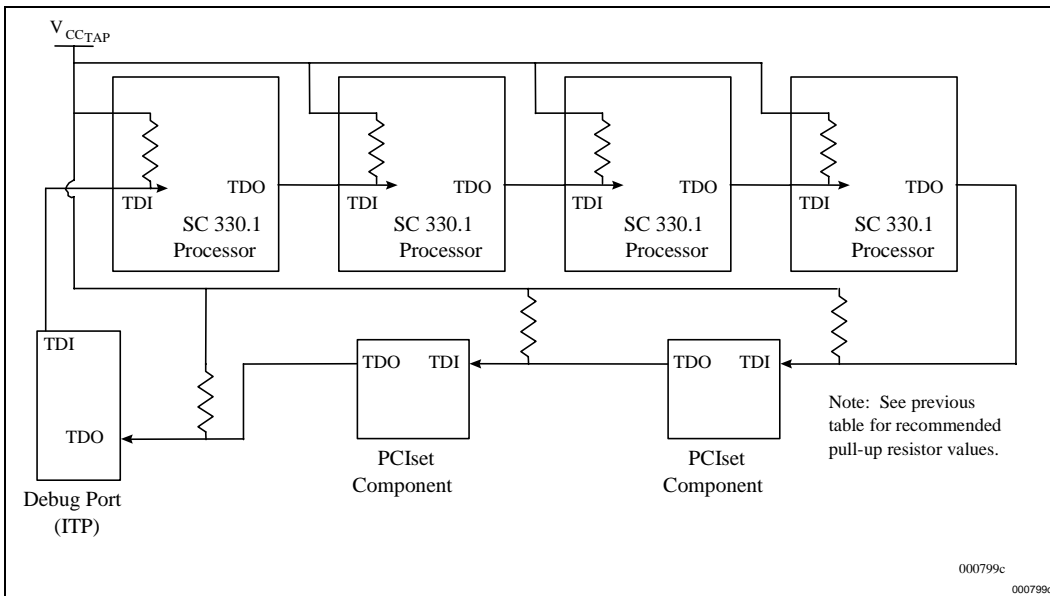 V CCTAP
TDO
TDI
SC 330.1
Processor
TDO
TDI
SC 330.1
Processor
TDO
TDI
SC 330.1
Processor
TDO
TDI
SC 330.1
Processor
TDI
TDO
Debug Port
(ITP)
TDO TDI
PCIset
Component
TDO TDI
PCIset
Component
Note: See previous
table for recommended
pull-up resistor values.
000799c
000799c